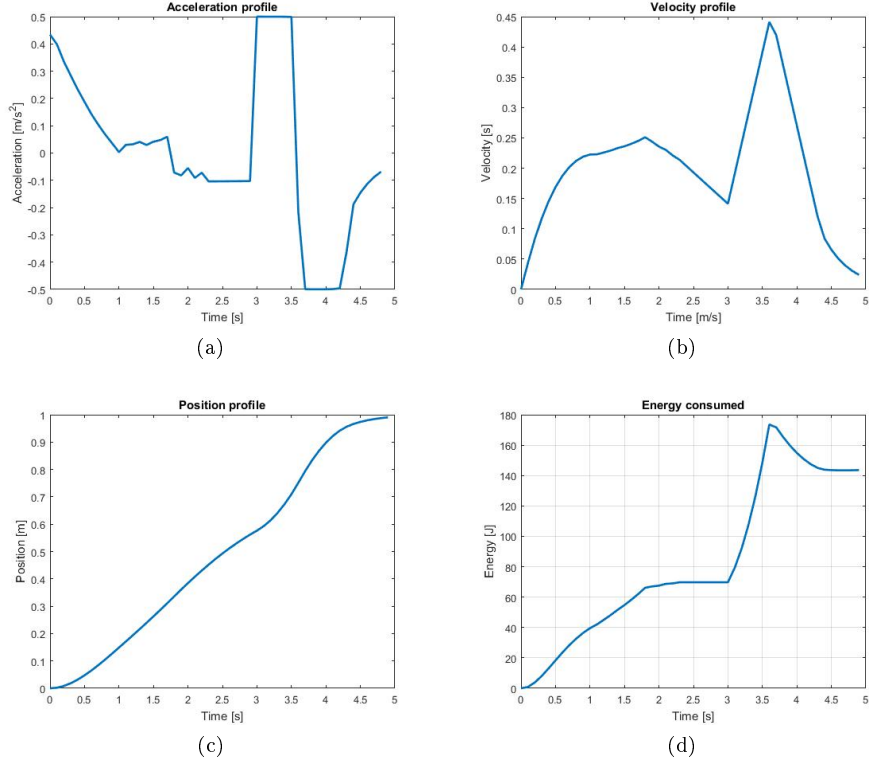 Acceleration profile
Acceleration [m/s2]
0.5
0.4
0.3
0.2
0.1
0
-0.1
-0.2
-0.3
-0.4
-0.5
0 0.5 1 1.5 2 2.5 3 3.5 4 4.5 5
Time [s]
(a)
Velocity profile
Velocity [s]
0.45
0.4
0.35
0.3
0.25
0.2
0.15
0.1
0.05
0
0 0.5 1 1.5 2 2.5 3 3.5 4 4.5 5
Time [m/s]
(b)
Position profile
Position [m]
1
0.9
0.8
0.7
0.6
0.5
0.4
0.3
0.2
0.1
0
0 0.5 1 1.5 2 2.5 3 3.5 4 4.5 5
Time [s]
(c)
Energy consumed
Energy [J]
180
160
140
120
100
80
60
40
20
0
0 0.5 1 1.5 2 2.5 3 3.5 4 4.5 5
Time [s]
(d)